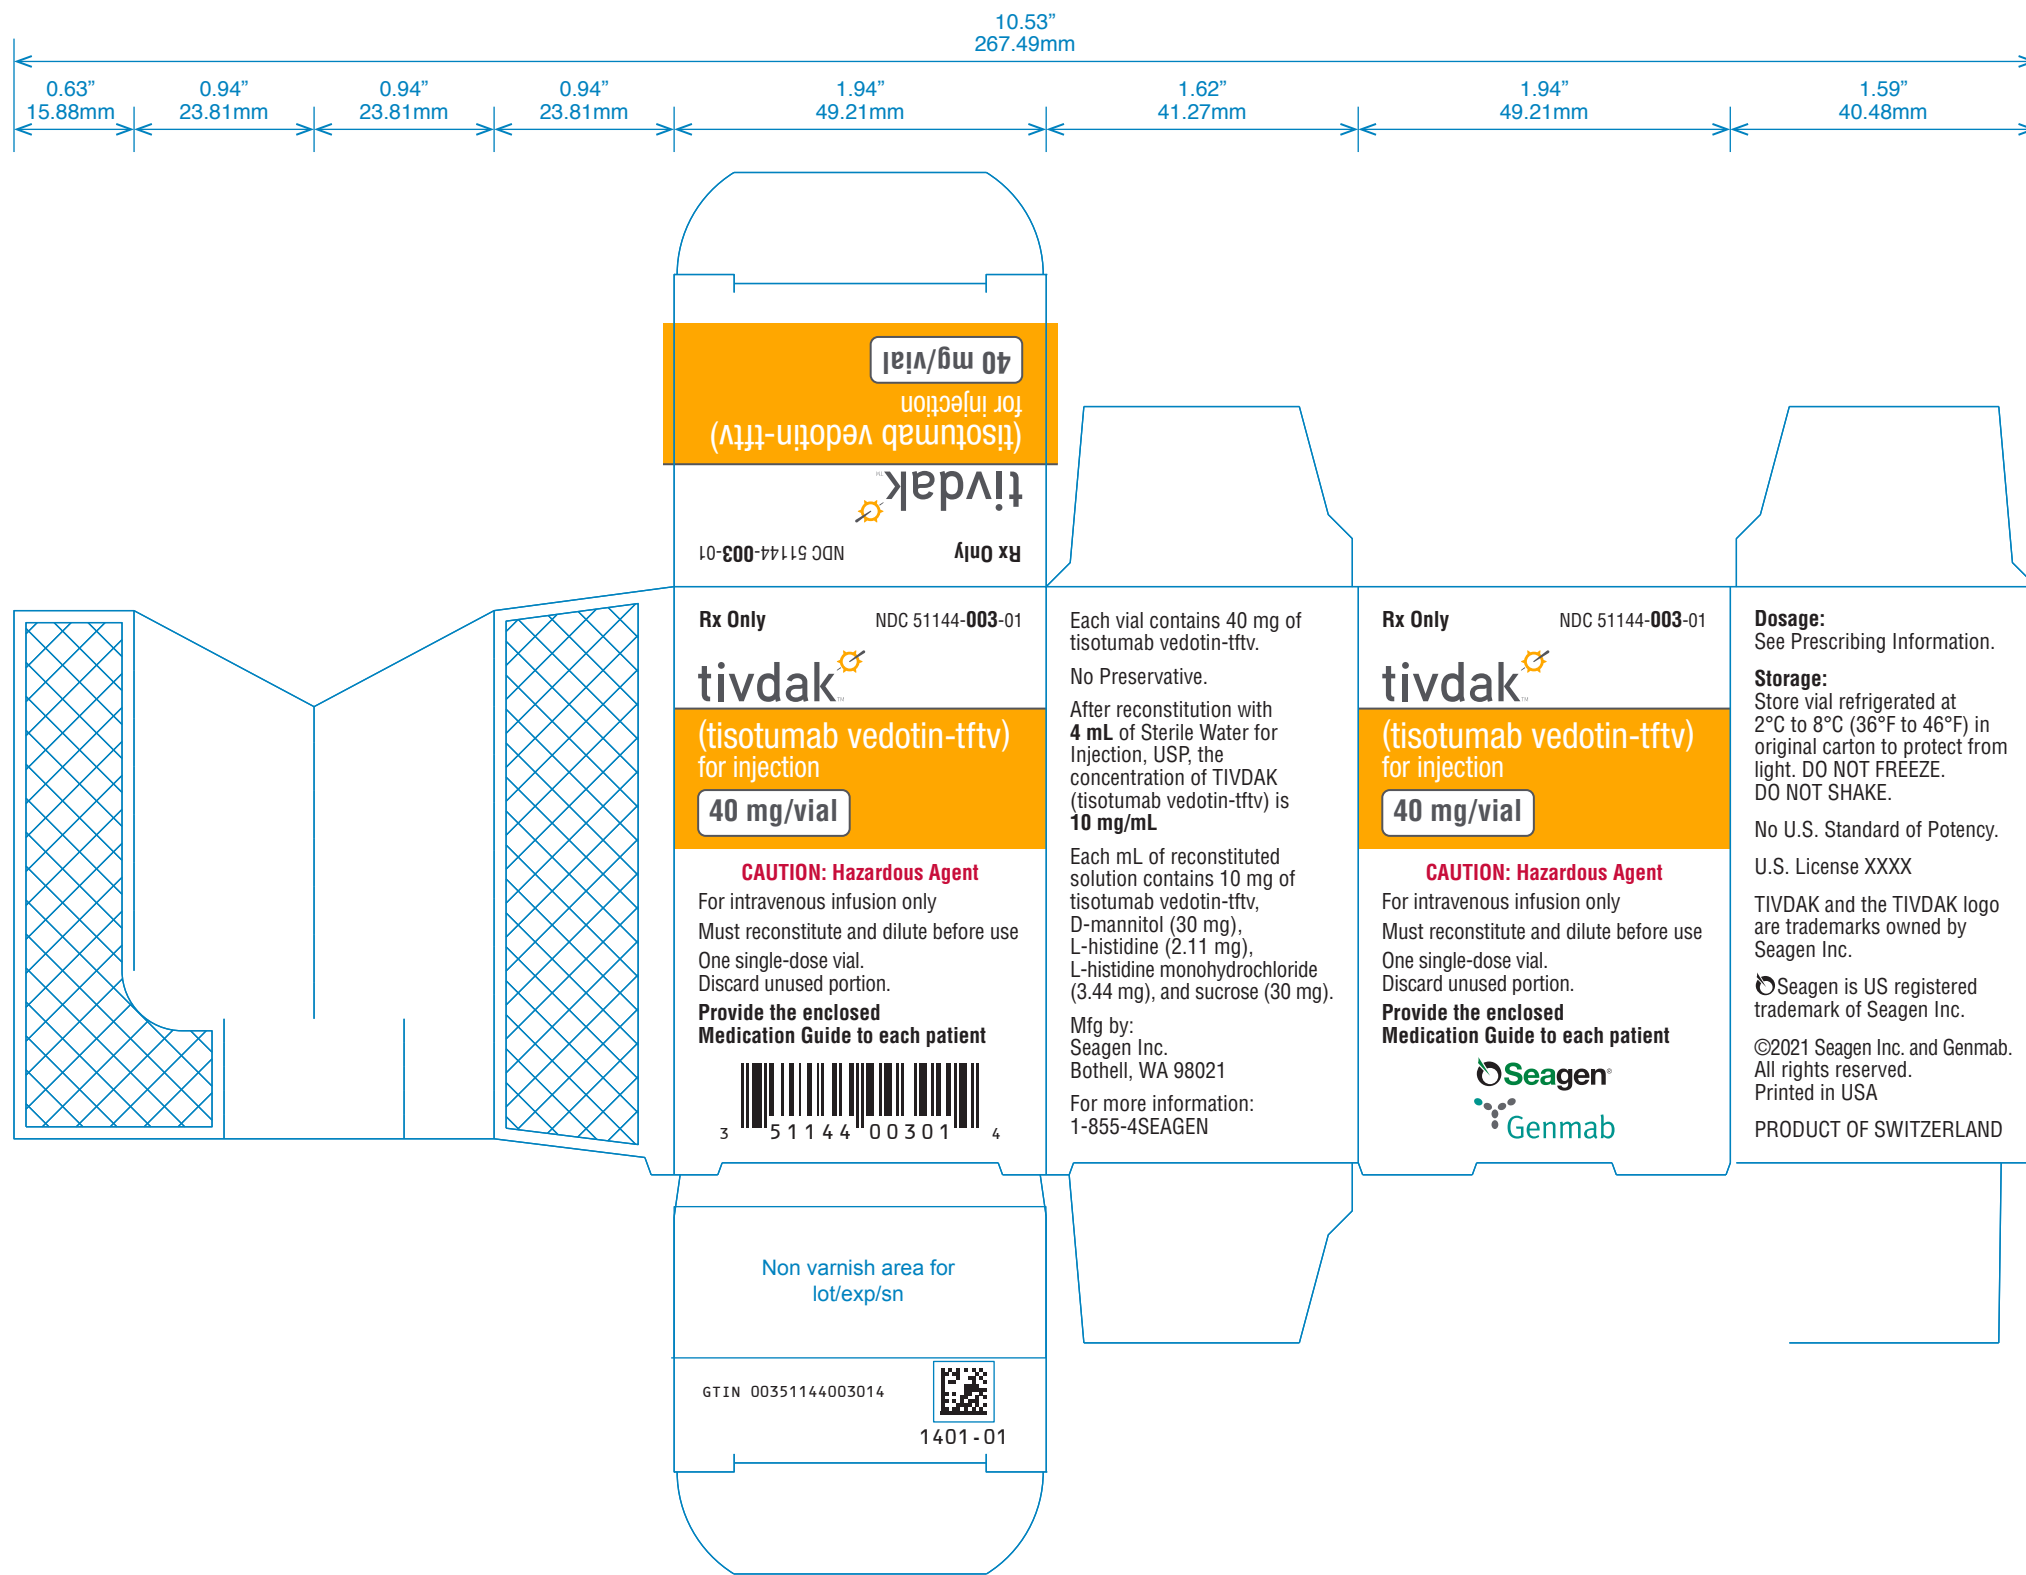 10.53”
267.49mm
0.63”
15.88mm
0.94”
23.81mm
0.94”
23.81mm
0.94”
23.81mm
1.94”
49.21mm
1.62”
41.27mm
1.94”
49.21mm
1.59”
40.48mm
Rx Only NDC 51144-003-01
tivdak™
(tisotumab vedotin-tftv)
for injection
40 mg/vial
Rx Only NDC 51144-003-01
tivdak™
(tisotumab vedotin-tftv)
for injection
40 mg/vial
CAUTION: Hazardous Agent
For intravenous infusion only
Must reconstitute and dilute before use
One single-dose vial.
Discard unused portion.
Provide the enclosed
Medication Guide to each patient
3 51144 00301 4
Non varnish area for
lot/exp/sn
GTIN 00351144003014
1401-01
Each vial contains 40 mg of
tisotumab vedotin-tftv.
No Preservative.
After reconstitution with
4 mL of Sterile Water for
Injection, USP, the
concentration of TIVDAK
(tisotumab vedotin-tftv) is
10 mg/mL
Each mL of reconstituted
solution contains 10 mg of
tisotumab vedotin-tftv,
D-mannitol (30 mg),
L-histidine (2.11 mg),
L-histidine monohydrochloride
(3.44 mg), and sucrose (30 mg).
Mfg by:
Seagen Inc.
Bothell, WA 98021
For more information:
1-855-4SEAGEN
Rx Only NDC 51144-003-01
tivdak™
(tisotumab vedotin-tftv)
for injection
40 mg/vial
CAUTION: Hazardous Agent
For intravenous infusion only
Must reconstitute and dilute before use
One single-dose vial.
Discard unused portion.
Provide the enclosed
Medication Guide to each patient
Seagen®
Genmab
Dosage:
See Prescribing Information.
Storage:
Store vial refrigerated at
2°C to 8°C (36°F to 46°F) in
original carton to protect from
light. DO NOT FREEZE.
DO NOT SHAKE.
No U.S. Standard of Potency.
U.S. License XXXX
TIVDAK and the TIVDAK logo
are trademarks owned by
Seagen Inc.
Seagen is US registered
trademark of Seagen Inc.
©2021 Seagen Inc. and Genmab.
All rights reserved.
Printed in USA
PRODUCT OF SWITZERLAND